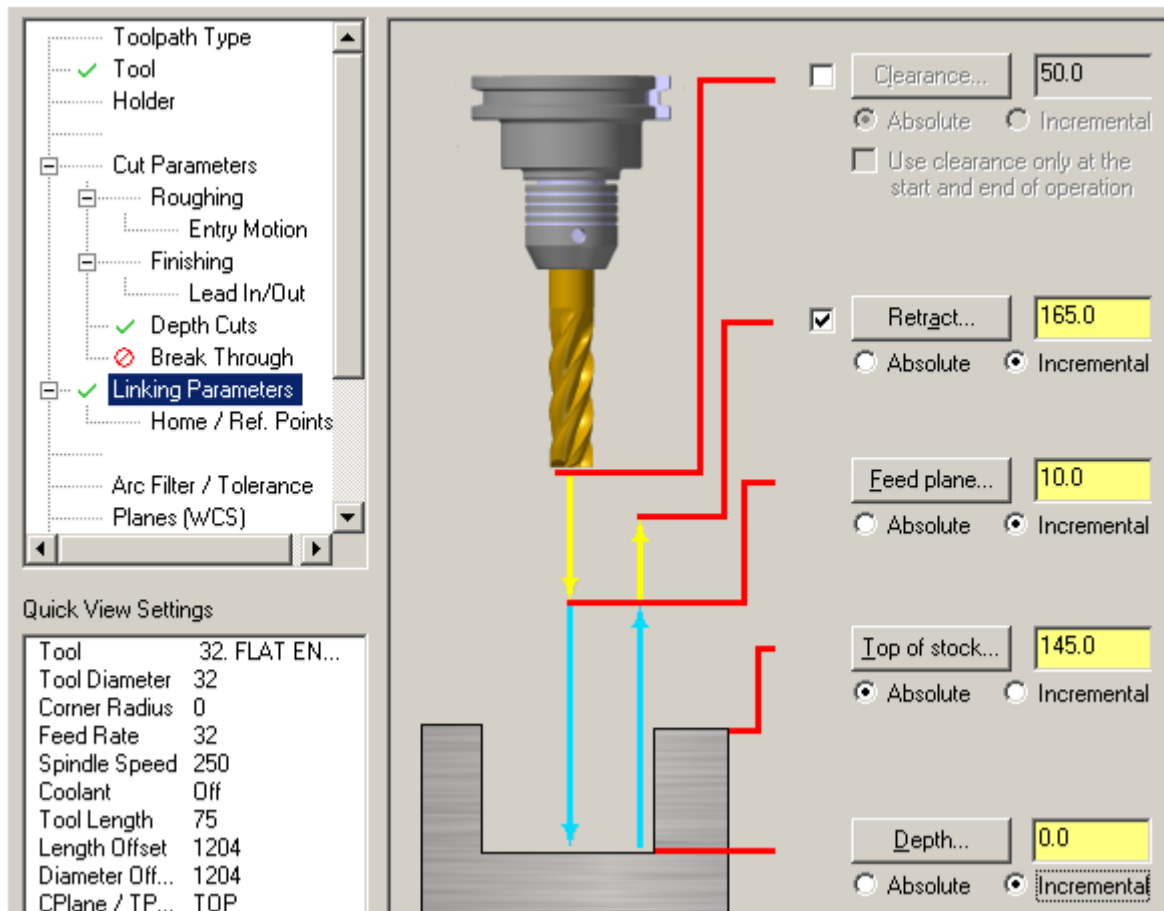 Toolpath Type
Tool
Holder
Cut Parameters
Roughing
Entry Motion
Finishing
Lead In/Out
Depth Cuts
Break Through
Linking Parameters
Home / Ref. Points
Arc Filter / Tolerance
Planes (WCS)
Quick View Settings
Tool 32. FLAT EN...
Tool Diameter 32
Corner Radius 0
Feed Rate 32
Spindle Speed 250
Coolant Off
Tool Length 75
Length Offset 1204
Diameter Off... 1204
CPlane / TP... TOP
Clearance... 50.0
Absolute Incremental
Use clearance only at the
start and end of operation
Retract... 165.0
Absolute Incremental
Feed plane... 10.0
Absolute Incremental
Top of stock... 145.0
Absolute Incremental
Depth... 0.0
Absolute Incremental